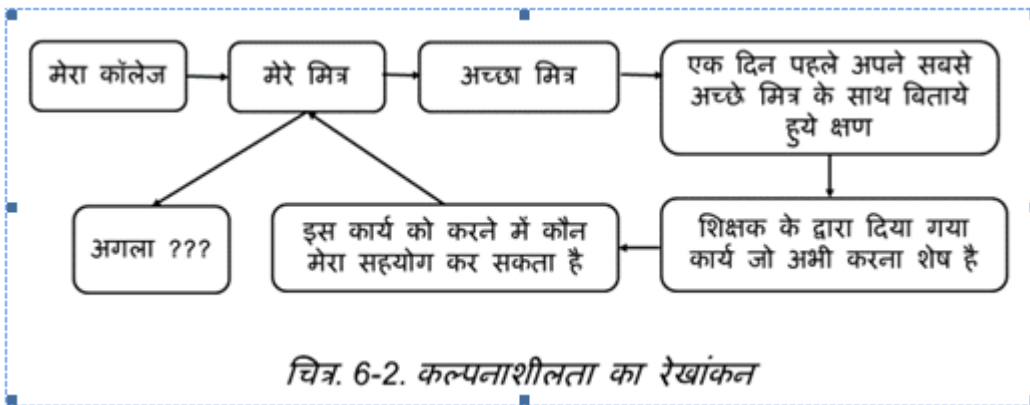 मेरा कॉलेज
मेरे मित्र
अच्छा मित्र
एक दिन पहले अपने सबसे
अच्छे मित्र के साथ बिताये
हुये क्षण
शिक्षक के द्वारा दिया गया
कार्य जो अभी करना शेष है
इस कार्य को करने में कौन
मेरा सहयोग कर सकता है
अगला ???
चित्र. 6-2. कल्पनाशीलता का रेखांकन